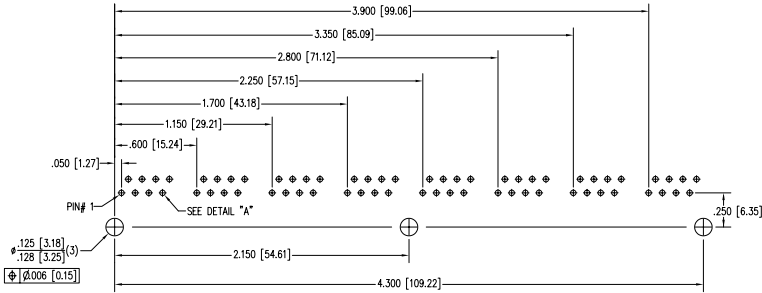 3.900 [99.06]
3.350 [85.09]
2.800 [71.12]
2.250 [57.15]
1.700 [43.18]
1.150 [29.21]
.600 [15.24]
.050 [1.27]
PIN# 1
SEE DETAIL "A"
.250 [6.35]
ø .125 [3.18]
.128 [3.25] (3)
2.150 [54.61]
⌖ Ø.006 [0.15]
4.300 [109.22]